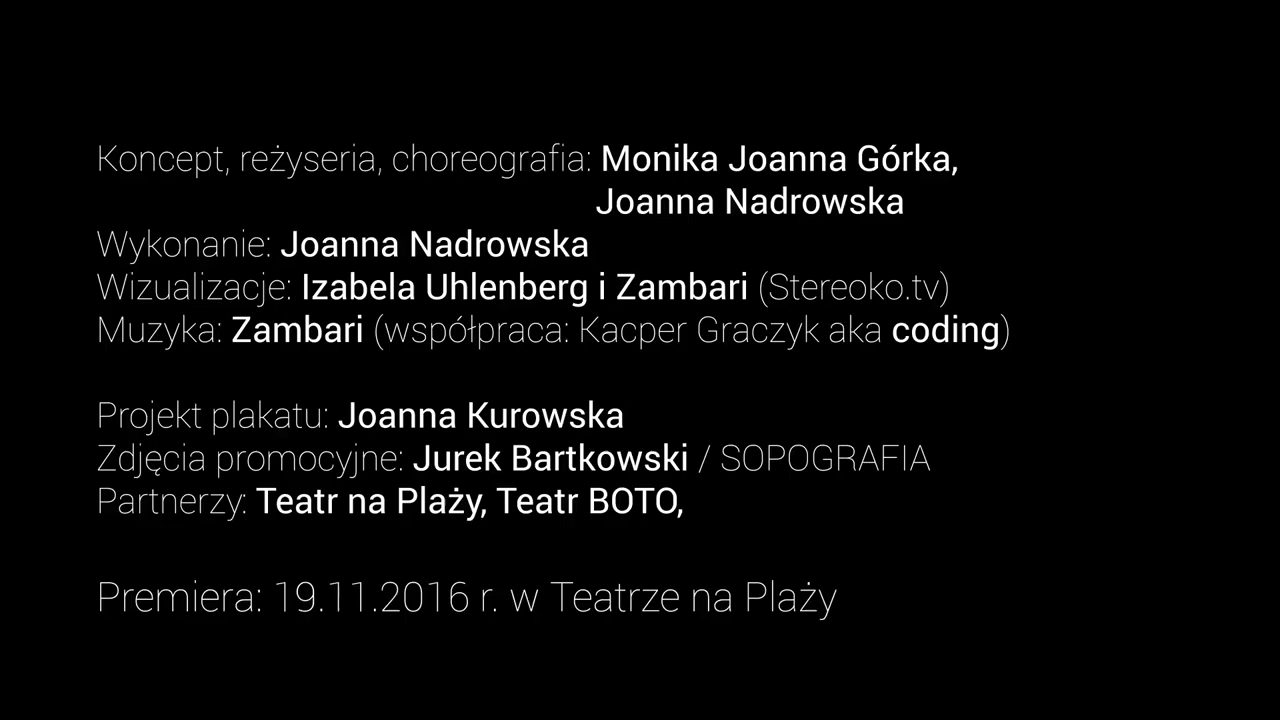 Koncept, reżyseria, choreografia: Monika Joanna Górka,
Joanna Nadrowska
Wykonanie: Joanna Nadrowska
Wizualizacje: Izabela Uhlenberg i Zambari (Stereoko.tv)
Muzyka: Zambari (współpraca: Kacper Graczyk aka coding)
Projekt plakatu: Joanna Kurowska
Zdjęcia promocyjne: Jurek Bartkowski / SOPOGRAFIA
Partnerzy: Teatr na Plaży, Teatr BOTO,
Premiera: 19.11.2016 r. w Teatrze na Plaży